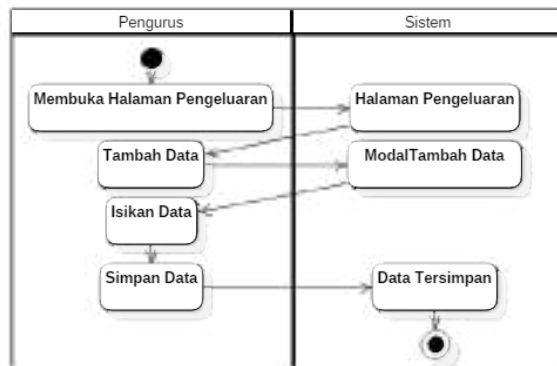 Pengurus
Sistem
Membuka Halaman Pengeluaran
Halaman Pengeluaran
Tambah Data
ModalTambah Data
Isikan Data
Simpan Data
Data Tersimpan